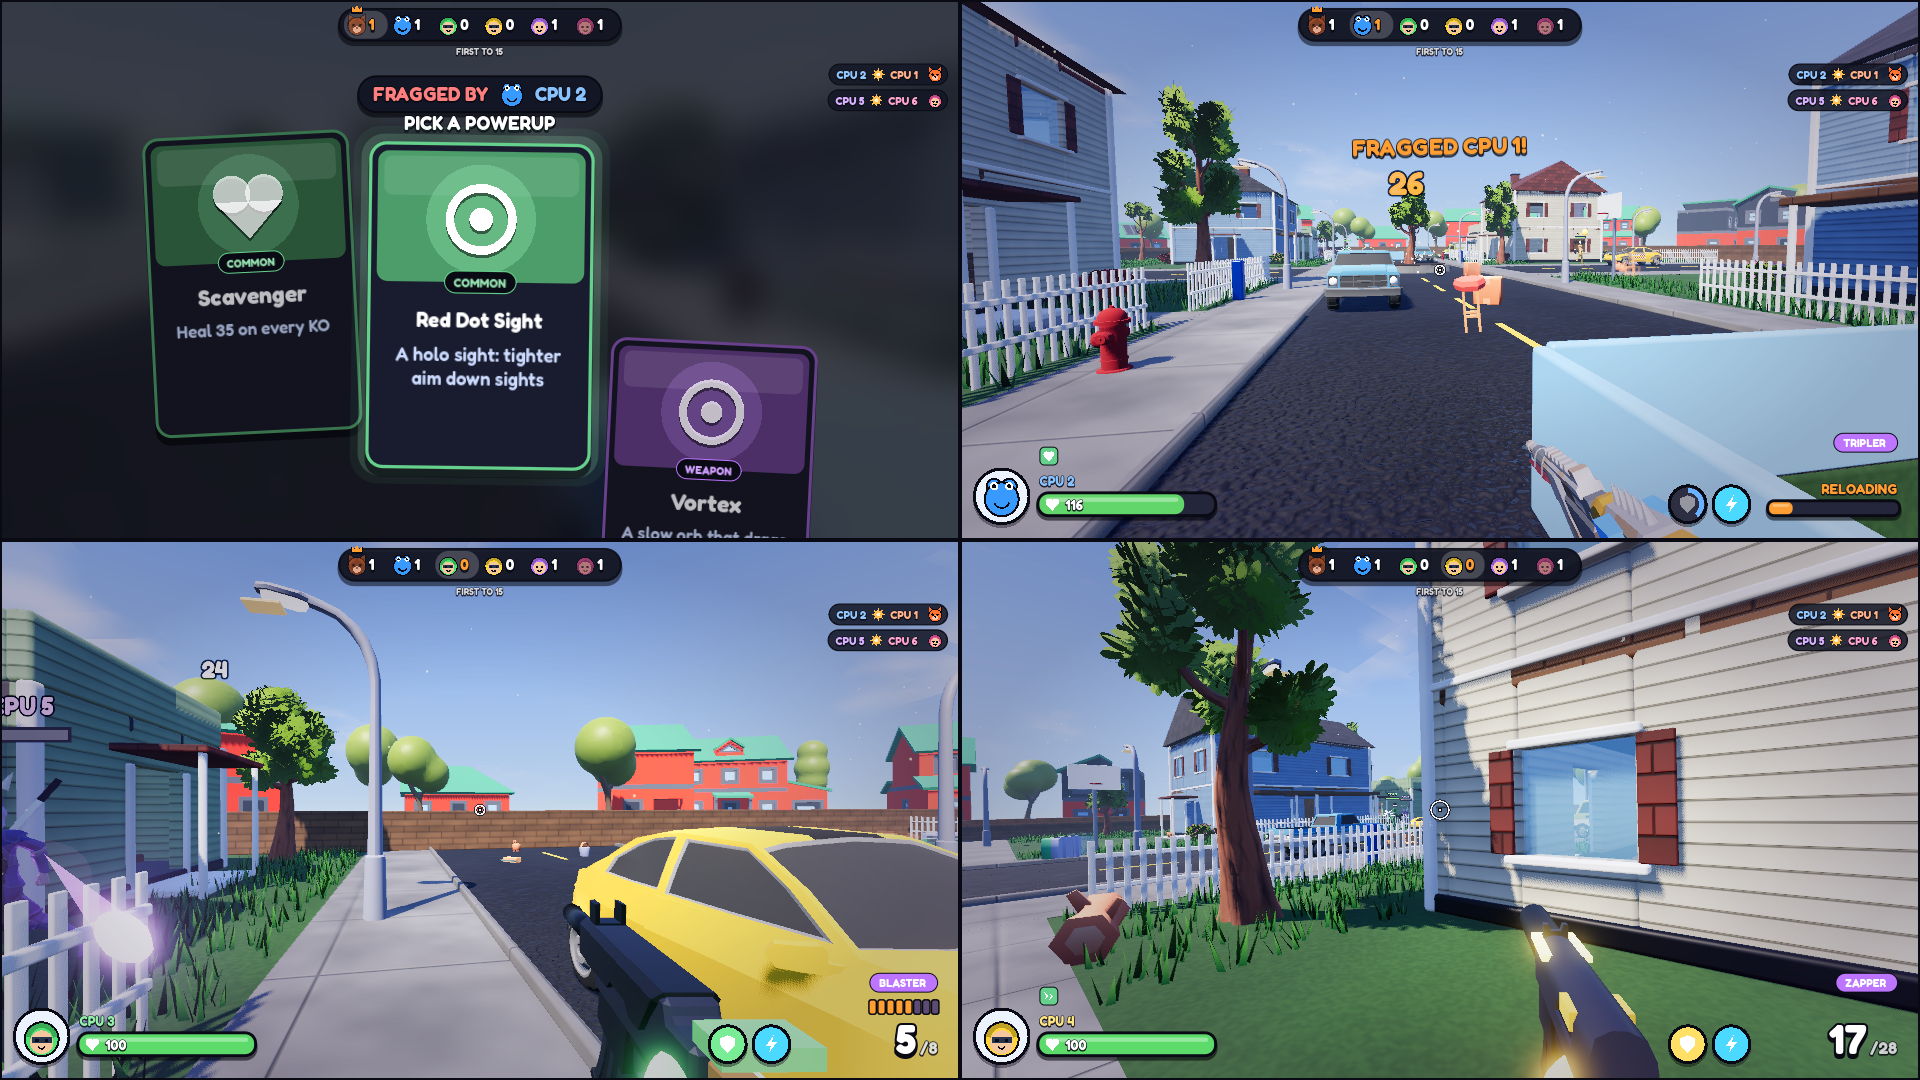 1 1 0 0 1 1
FIRST TO 15
CPU 2 CPU 1
CPU 5 CPU 6
FRAGGED BY CPU 2
PICK A POWERUP
COMMON
Scavenger
Heal 35 on every KO
COMMON
Red Dot Sight
A holo sight: tighter
aim down sights
WEAPON
Vortex
A slow orb that drags
1 1 0 0 1 1
FIRST TO 15
CPU 2 CPU 1
CPU 5 CPU 6
FRAGGED CPU 1!
26
TRIPLER
CPU 2
116
RELOADING
1 1 0 0 1 1
FIRST TO 15
CPU 2 CPU 1
CPU 5 CPU 6
24
CPU 5
BLASTER
CPU 3
100
5/8
1 1 0 0 1 1
FIRST TO 15
CPU 2 CPU 1
CPU 5 CPU 6
ZAPPER
CPU 4
100
17/28